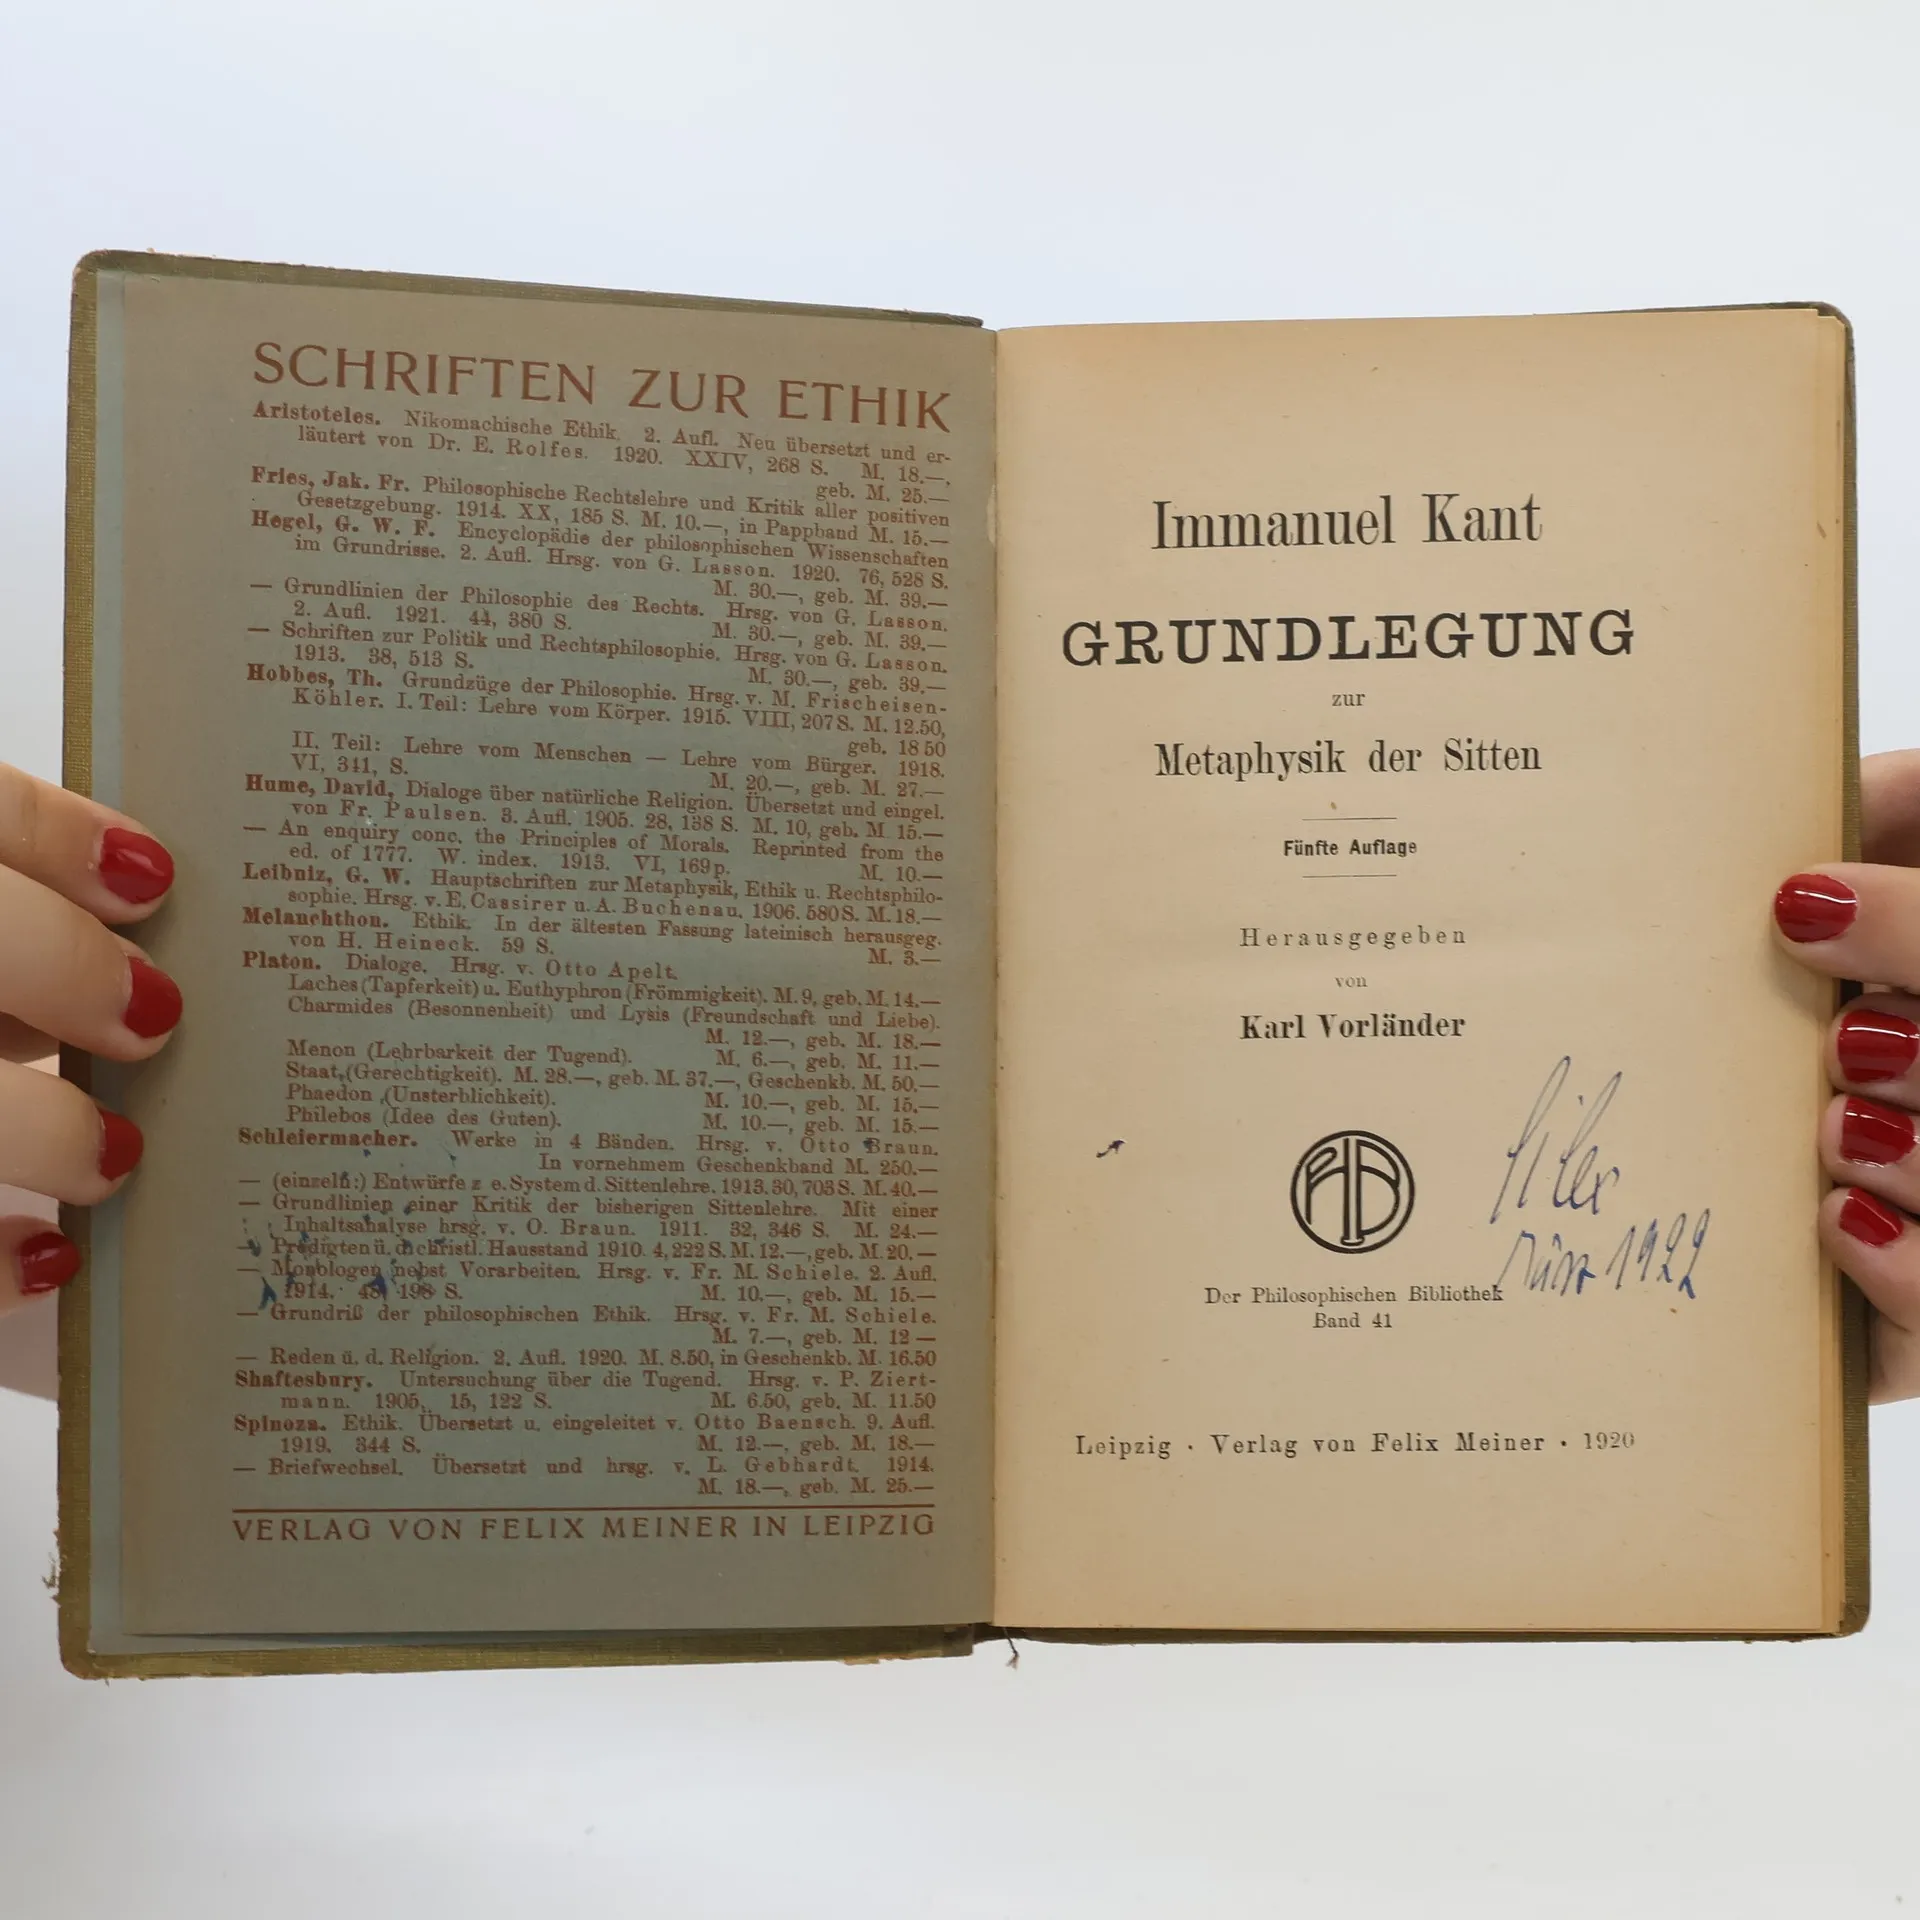 SCHRIFTEN ZUR ETHIK
Aristoteles. Nikomachische Ethik. 2. Aufl. Neu übersetzt und er-
läutert von Dr. E. Rolfes. 1920. XXIV, 268 S. M. 18.—,
geb. M. 25.—
Fries, Jak. Fr. Philosophische Rechtslehre und Kritik aller positiven
Gesetzgebung. 1914. XX, 185 S. M. 10.—, in Pappband M. 15.—
Hegel, G. W. F. Encyclopädie der philosophischen Wissenschaften
im Grundrisse. 2. Aufl. Hrsg. von G. Lasson. 1920. 76, 528 S.
M. 30.—, geb. M. 39.—
— Grundlinien der Philosophie des Rechts. Hrsg. von G. Lasson.
2. Aufl. 1921. 44, 380 S. M. 30.—, geb. M. 39.—
— Schriften zur Politik und Rechtsphilosophie. Hrsg. von G. Lasson.
1913. 38, 513 S. M. 30.—, geb. 39.—
Hobbes, Th. Grundzüge der Philosophie. Hrsg. v. M. Frischeisen-
Köhler. I. Teil: Lehre vom Körper. 1915. VIII, 207 S. M. 12.50,
geb. 18 50
II. Teil: Lehre vom Menschen — Lehre vom Bürger. 1918.
VI, 341, S. M. 20.—, geb. M. 27.—
Hume, David, Dialoge über natürliche Religion. Übersetzt und eingel.
von Fr. Paulsen. 3. Aufl. 1905. 28, 138 S. M. 10, geb. M 15.—
— An enquiry conc. the Principles of Morals. Reprinted from the
ed. of 1777. W. index. 1913. VI, 169 p. M. 10.—
Leibniz, G. W. Hauptschriften zur Metaphysik, Ethik u. Rechtsphilo-
sophie. Hrsg. v. E. Cassirer u. A. Buchenau. 1906. 580 S. M. 18.—
Melanchthon. Ethik. In der ältesten Fassung lateinisch herausgeg.
von H. Heineck. 59 S. M. 3.—
Platon. Dialoge. Hrsg. v. Otto Apelt.
Laches (Tapferkeit) u. Euthyphron (Frömmigkeit). M. 9, geb. M. 14.—
Charmides (Besonnenheit) und Lysis (Freundschaft und Liebe).
M. 12.—, geb. M. 18.—
Menon (Lehrbarkeit der Tugend). M. 6.—, geb. M. 11.—
Staat (Gerechtigkeit). M. 28.—, geb. M. 37.—, Geschenkb. M. 50.—
Phaedon (Unsterblichkeit). M. 10.—, geb. M. 15.—
Philebos (Idee des Guten). M. 10.—, geb. M. 15.—
Schleiermacher. Werke in 4 Bänden. Hrsg. v. Otto Braun.
In vornehmem Geschenkband M. 250.—
— (einzeln:) Entwürfe z e. System d. Sittenlehre. 1913. 30, 703 S. M. 40.—
— Grundlinien einer Kritik der bisherigen Sittenlehre. Mit einer
Inhaltsanalyse hrsg. v. O. Braun. 1911. 32, 346 S. M. 24.—
— Predigten ü. d. christl. Hausstand 1910. 4, 222 S. M. 12.—, geb. M. 20.—
— Monologen nebst Vorarbeiten. Hrsg. v. Fr. M. Schiele. 2. Aufl.
1914. 48, 198 S. M. 10.—, geb. M. 15.—
— Grundriß der philosophischen Ethik. Hrsg. v. Fr. M. Schiele.
M. 7.—, geb. M. 12 —
— Reden ü. d. Religion. 2. Aufl. 1920. M. 8.50, in Geschenkb. M. 16.50
Shaftesbury. Untersuchung über die Tugend. Hrsg. v. P. Ziert-
mann. 1905. 15, 122 S. M. 6.50, geb. M. 11.50
Spinoza. Ethik. Übersetzt u. eingeleitet v. Otto Baensch. 9. Aufl.
1919. 344 S. M. 12.—, geb. M. 18.—
— Briefwechsel. Übersetzt und hrsg. v. L. Gebhardt. 1914.
M. 18.—, geb. M. 25.—
VERLAG VON FELIX MEINER IN LEIPZIG
Immanuel Kant
GRUNDLEGUNG
zur
Metaphysik der Sitten
Fünfte Auflage
Herausgegeben
von
Karl Vorländer
1922
Der Philosophischen Bibliothek
Band 41
Leipzig · Verlag von Felix Meiner · 1920